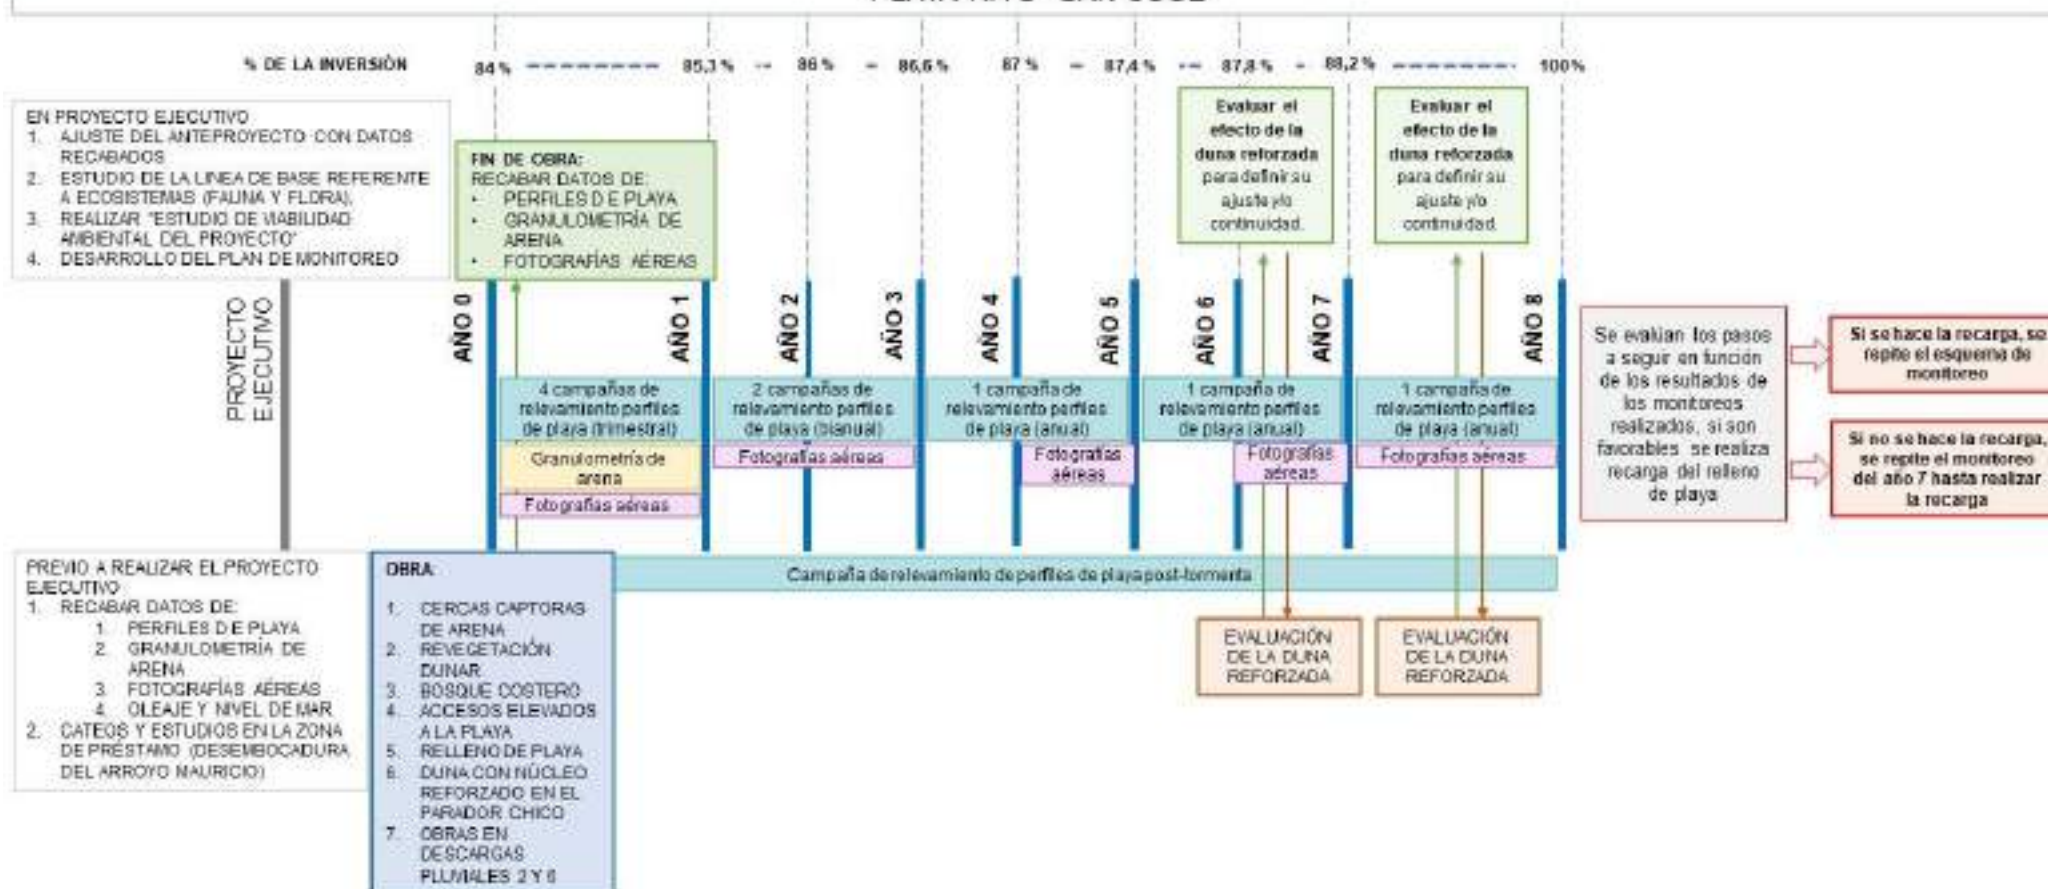 % DE LA INVERSIÓN
84% 85,1% 86% 86,6% 87% 87,4% 87,8% 88,2% 100%
EN PROYECTO EJECUTIVO
1. AJUSTE DEL ANTEPROYECTO CON DATOS
RECABADOS
2. ESTUDIO DE LA LINEA DE BASE REFERENTE
A ECOSISTEMAS (FAUNA Y FLORA),
3. REALIZAR "ESTUDIO DE VIABILIDAD
AMBIENTAL DEL PROYECTO"
4. DESARROLLO DEL PLAN DE MONITOREO
FIN DE OBRA:
RECABAR DATOS DE:
• PERFILES DE PLAYA
• GRANULOMETRÍA DE
ARENA
• FOTOGRAFÍAS AÉREAS
Evaluar el
efecto de la
duna reforzada
para definir su
ajuste y/o
continuidad.
Evaluar el
efecto de la
duna reforzada
para definir su
ajuste y/o
continuidad.
PROYECTO
EJECUTIVO
AÑO 0
AÑO 1
AÑO 2
AÑO 3
AÑO 4
AÑO 5
AÑO 6
AÑO 7
AÑO 8
4 campañas de
relevamiento perfiles
de playa (trimestral)
Granulometría de
arena
Fotografías aéreas
2 campañas de
relevamiento perfiles
de playa (bianual)
Fotografías aéreas
1 campaña de
relevamiento perfiles
de playa (anual)
Fotografías
aéreas
1 campaña de
relevamiento perfiles
de playa (anual)
Fotografías
aéreas
1 campaña de
relevamiento perfiles
de playa (anual)
Fotografías aéreas
Se evalúan los pasos
a seguir en función
de los resultados de
los monitoreos
realizados, si son
favorables se realiza
recarga del relleno
de playa
Si se hace la recarga, se
repite el esquema de
monitoreo
Si no se hace la recarga,
se repite el monitoreo
del año 7 hasta realizar
la recarga
Campaña de relevamiento de perfiles de playa post-tormenta
PREVIO A REALIZAR EL PROYECTO
EJECUTIVO
1. RECABAR DATOS DE:
1. PERFILES DE PLAYA
2. GRANULOMETRÍA DE
ARENA
3. FOTOGRAFÍAS AÉREAS
4. OLEAJE Y NIVEL DE MAR
2. CATEOS Y ESTUDIOS EN LA ZONA
DE PRÉSTAMO (DESEMBOCADURA
DEL ARROYO MAURICIO)
OBRA:
1. CERCAS CAPTORAS
DE ARENA
2. REVEGETACIÓN
DUNAR
3. BOSQUE COSTERO
4. ACCESOS ELEVADOS
A LA PLAYA
5. RELLENO DE PLAYA
6. DUNA CON NÚCLEO
REFORZADO EN EL
PARADOR CHICO
7. OBRAS EN
DESCARGAS
PLUVIALES 2 Y 6
EVALUACIÓN
DE LA DUNA
REFORZADA
EVALUACIÓN
DE LA DUNA
REFORZADA